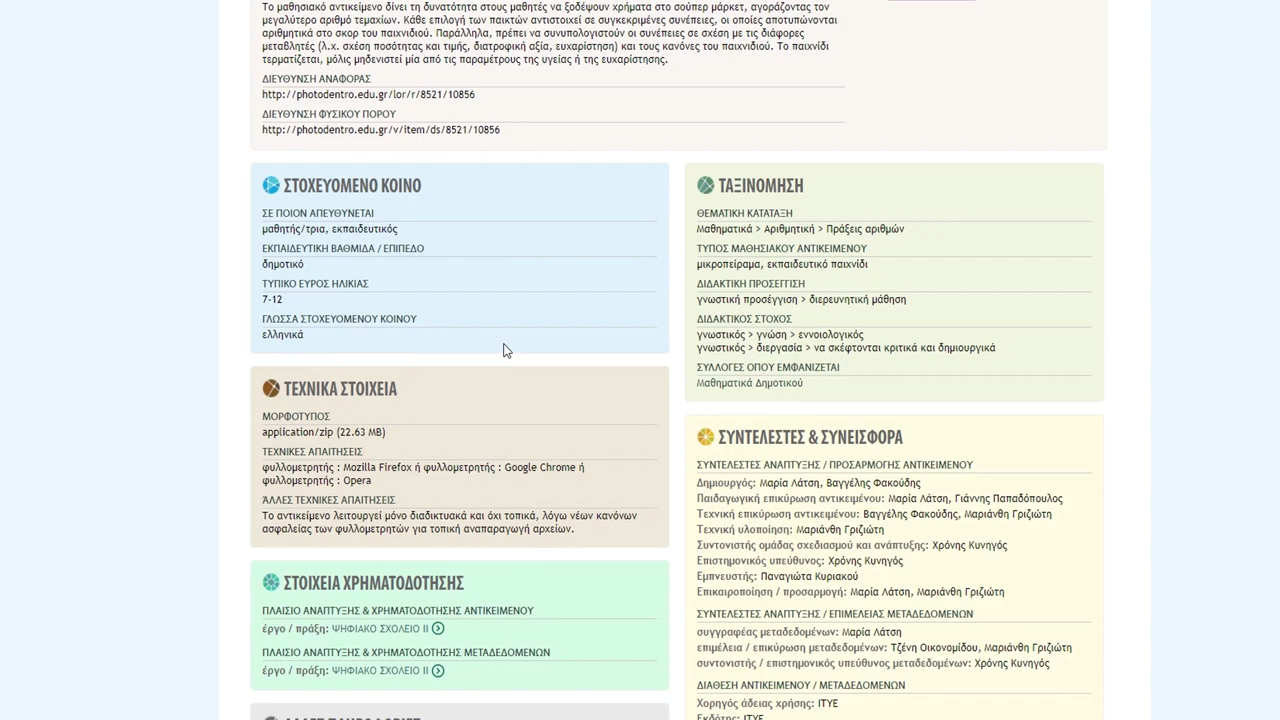 Το μαθησιακό αντικείμενο δίνει τη δυνατότητα στους μαθητές να ξοδέψουν χρήματα στο σούπερ μάρκετ, αγοράζοντας τον
μεγαλύτερο αριθμό τεμαχίων. Κάθε επιλογή των παικτών αντιστοιχεί σε συγκεκριμένες συνέπειες, οι οποίες αποτυπώνονται
αριθμητικά στο σκορ του παιχνιδιού. Παράλληλα, πρέπει να συνυπολογιστούν οι συνέπειες σε σχέση με τις διάφορες
μεταβλητές (λ.χ. σχέση ποσότητας και τιμής, διατροφική αξία, ευχαρίστηση) και τους κανόνες του παιχνιδιού. Το παιχνίδι
τερματίζεται, μόλις μηδενιστεί μία από τις παραμέτρους της υγείας ή της ευχαρίστησης.
ΔΙΕΥΘΥΝΣΗ ΑΝΑΦΟΡΑΣ
http://photodentro.edu.gr/lor/r/8521/10856
ΔΙΕΥΘΥΝΣΗ ΦΥΣΙΚΟΥ ΠΟΡΟΥ
http://photodentro.edu.gr/v/item/ds/8521/10856
ΣΤΟΧΕΥΟΜΕΝΟ ΚΟΙΝΟ
ΣΕ ΠΟΙΟΝ ΑΠΕΥΘΥΝΕΤΑΙ
μαθητής/τρια, εκπαιδευτικός
ΕΚΠΑΙΔΕΥΤΙΚΗ ΒΑΘΜΙΔΑ / ΕΠΙΠΕΔΟ
δημοτικό
ΤΥΠΙΚΟ ΕΥΡΟΣ ΗΛΙΚΙΑΣ
7-12
ΓΛΩΣΣΑ ΣΤΟΧΕΥΟΜΕΝΟΥ ΚΟΙΝΟΥ
ελληνικά
ΤΕΧΝΙΚΑ ΣΤΟΙΧΕΙΑ
ΜΟΡΦΟΤΥΠΟΣ
application/zip (22.63 MB)
ΤΕΧΝΙΚΕΣ ΑΠΑΙΤΗΣΕΙΣ
φυλλομετρητής : Mozilla Firefox ή φυλλομετρητής : Google Chrome ή
φυλλομετρητής : Opera
ΆΛΛΕΣ ΤΕΧΝΙΚΕΣ ΑΠΑΙΤΗΣΕΙΣ
Το αντικείμενο λειτουργεί μόνο διαδικτυακά και όχι τοπικά, λόγω νέων κανόνων
ασφαλείας των φυλλομετρητών για τοπική αναπαραγωγή αρχείων.
ΣΤΟΙΧΕΙΑ ΧΡΗΜΑΤΟΔΟΤΗΣΗΣ
ΠΛΑΙΣΙΟ ΑΝΑΠΤΥΞΗΣ & ΧΡΗΜΑΤΟΔΟΤΗΣΗΣ ΑΝΤΙΚΕΙΜΕΝΟΥ
έργο / πράξη: ΨΗΦΙΑΚΟ ΣΧΟΛΕΙΟ ΙΙ
ΠΛΑΙΣΙΟ ΑΝΑΠΤΥΞΗΣ & ΧΡΗΜΑΤΟΔΟΤΗΣΗΣ ΜΕΤΑΔΕΔΟΜΕΝΩΝ
έργο / πράξη: ΨΗΦΙΑΚΟ ΣΧΟΛΕΙΟ ΙΙ
ΤΑΞΙΝΟΜΗΣΗ
ΘΕΜΑΤΙΚΗ ΚΑΤΑΤΑΞΗ
Μαθηματικά > Αριθμητική > Πράξεις αριθμών
ΤΥΠΟΣ ΜΑΘΗΣΙΑΚΟΥ ΑΝΤΙΚΕΙΜΕΝΟΥ
μικροπείραμα, εκπαιδευτικό παιχνίδι
ΔΙΔΑΚΤΙΚΗ ΠΡΟΣΕΓΓΙΣΗ
γνωστική προσέγγιση > διερευνητική μάθηση
ΔΙΔΑΚΤΙΚΟΣ ΣΤΟΧΟΣ
γνωστικός > γνώση > εννοιολογικός
γνωστικός > διεργασία > να σκέφτονται κριτικά και δημιουργικά
ΣΥΛΛΟΓΕΣ ΟΠΟΥ ΕΜΦΑΝΙΖΕΤΑΙ
Μαθηματικά Δημοτικού
ΣΥΝΤΕΛΕΣΤΕΣ & ΣΥΝΕΙΣΦΟΡΑ
ΣΥΝΤΕΛΕΣΤΕΣ ΑΝΑΠΤΥΞΗΣ / ΠΡΟΣΑΡΜΟΓΗΣ ΑΝΤΙΚΕΙΜΕΝΟΥ
Δημιουργός: Μαρία Λάτση, Βαγγέλης Φακούδης
Παιδαγωγική επικύρωση αντικειμένου: Μαρία Λάτση, Γιάννης Παπαδόπουλος
Τεχνική επικύρωση αντικειμένου: Βαγγέλης Φακούδης, Μαριάνθη Γριζιώτη
Τεχνική υλοποίηση: Μαριάνθη Γριζιώτη
Συντονιστής ομάδας σχεδιασμού και ανάπτυξης: Χρόνης Κυνηγός
Επιστημονικός υπεύθυνος: Χρόνης Κυνηγός
Εμπνευστής: Παναγιώτα Κυριακού
Επικαιροποίηση / προσαρμογή: Μαρία Λάτση, Μαριάνθη Γριζιώτη
ΣΥΝΤΕΛΕΣΤΕΣ ΑΝΑΠΤΥΞΗΣ / ΕΠΙΜΕΛΕΙΑΣ ΜΕΤΑΔΕΔΟΜΕΝΩΝ
συγγραφέας μεταδεδομένων: Μαρία Λάτση
επιμέλεια / επικύρωση μεταδεδομένων: Τζένη Οικονομίδου, Μαριάνθη Γριζιώτη
συντονιστής / επιστημονικός υπεύθυνος μεταδεδομένων: Χρόνης Κυνηγός
ΔΙΑΘΕΣΗ ΑΝΤΙΚΕΙΜΕΝΟΥ / ΜΕΤΑΔΕΔΟΜΕΝΩΝ
Χορηγός άδειας χρήσης: ΙΤΥΕ
Εκδότης: ΙΤΥΕ